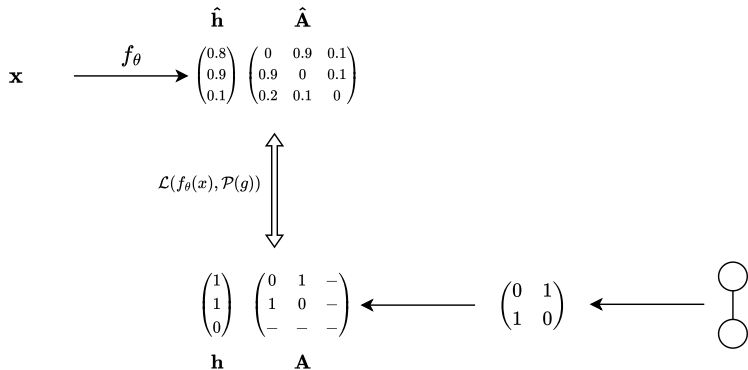 ĥ Â
x f_θ (0.8 0.9 0.1) (0 0.9 0.1
0.9 0 0.1
0.2 0.1 0)
ℒ(f_θ(x), 𝒫(g))
(1 1 0) (0 1 −
1 0 −
− − −)
(0 1
1 0)
h A